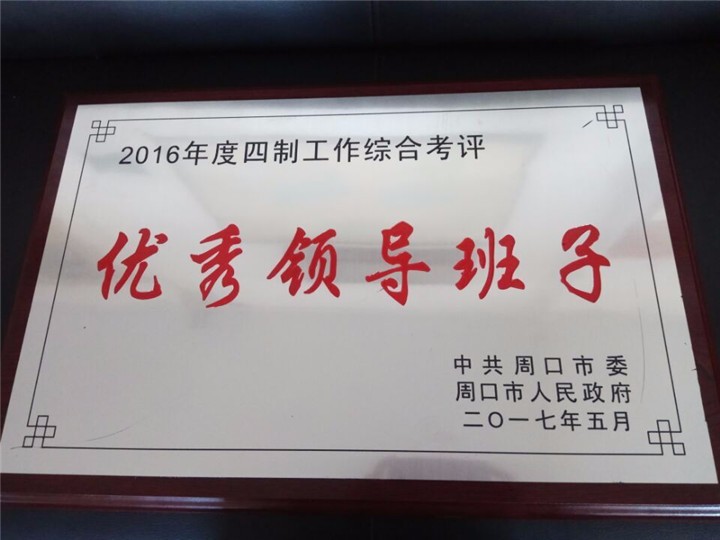 2016年度四制工作综合考评
优秀领导班子
中共周口市委
周口市人民政府
二〇一七年五月